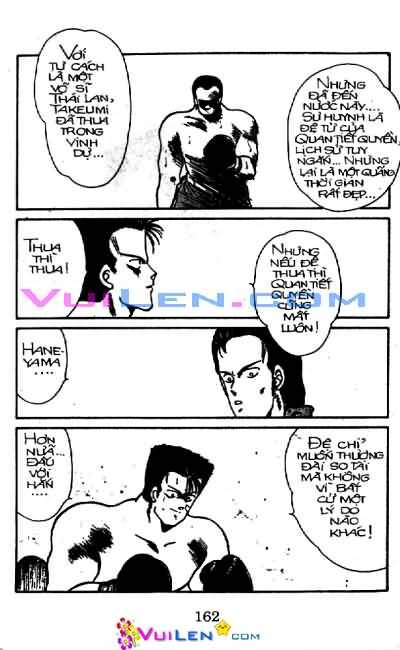 VỚI
TƯ CÁCH
LÀ MỘT
VÕ SĨ
THÁI LAN,
TAKEUMI
ĐÃ THUA
TRONG
VINH
DỰ...
NHƯNG
ĐÃ ĐẾN
NƯỚC NÀY....
SƯ HUYNH LÀ
ĐỆ TỬ CỦA
QUAN TIẾT QUYỀN,
LỊCH SỬ TUY
NGẮN... NHƯNG
LẠI LÀ MỘT QUÃNG
THỜI GIAN
RẤT ĐẸP...
THUA
THÌ
THUA!
NHƯNG
NẾU ĐỂ
THUA THÌ
QUAN TIẾT
QUYỀN
CŨNG
MẤT
LUÔN!
VUILEN.COM
HANE-
YAMA
....
HƠN
NỮA...
ĐẤU
VỚI
HẮN
....
ĐỆ CHỈ
MUỐN THƯỢNG
ĐÀI SO TÀI
MÀ KHÔNG
VÌ BẤT
CỨ MỘT
LÝ DO
NÀO
KHÁC!
162
VUILEN.COM